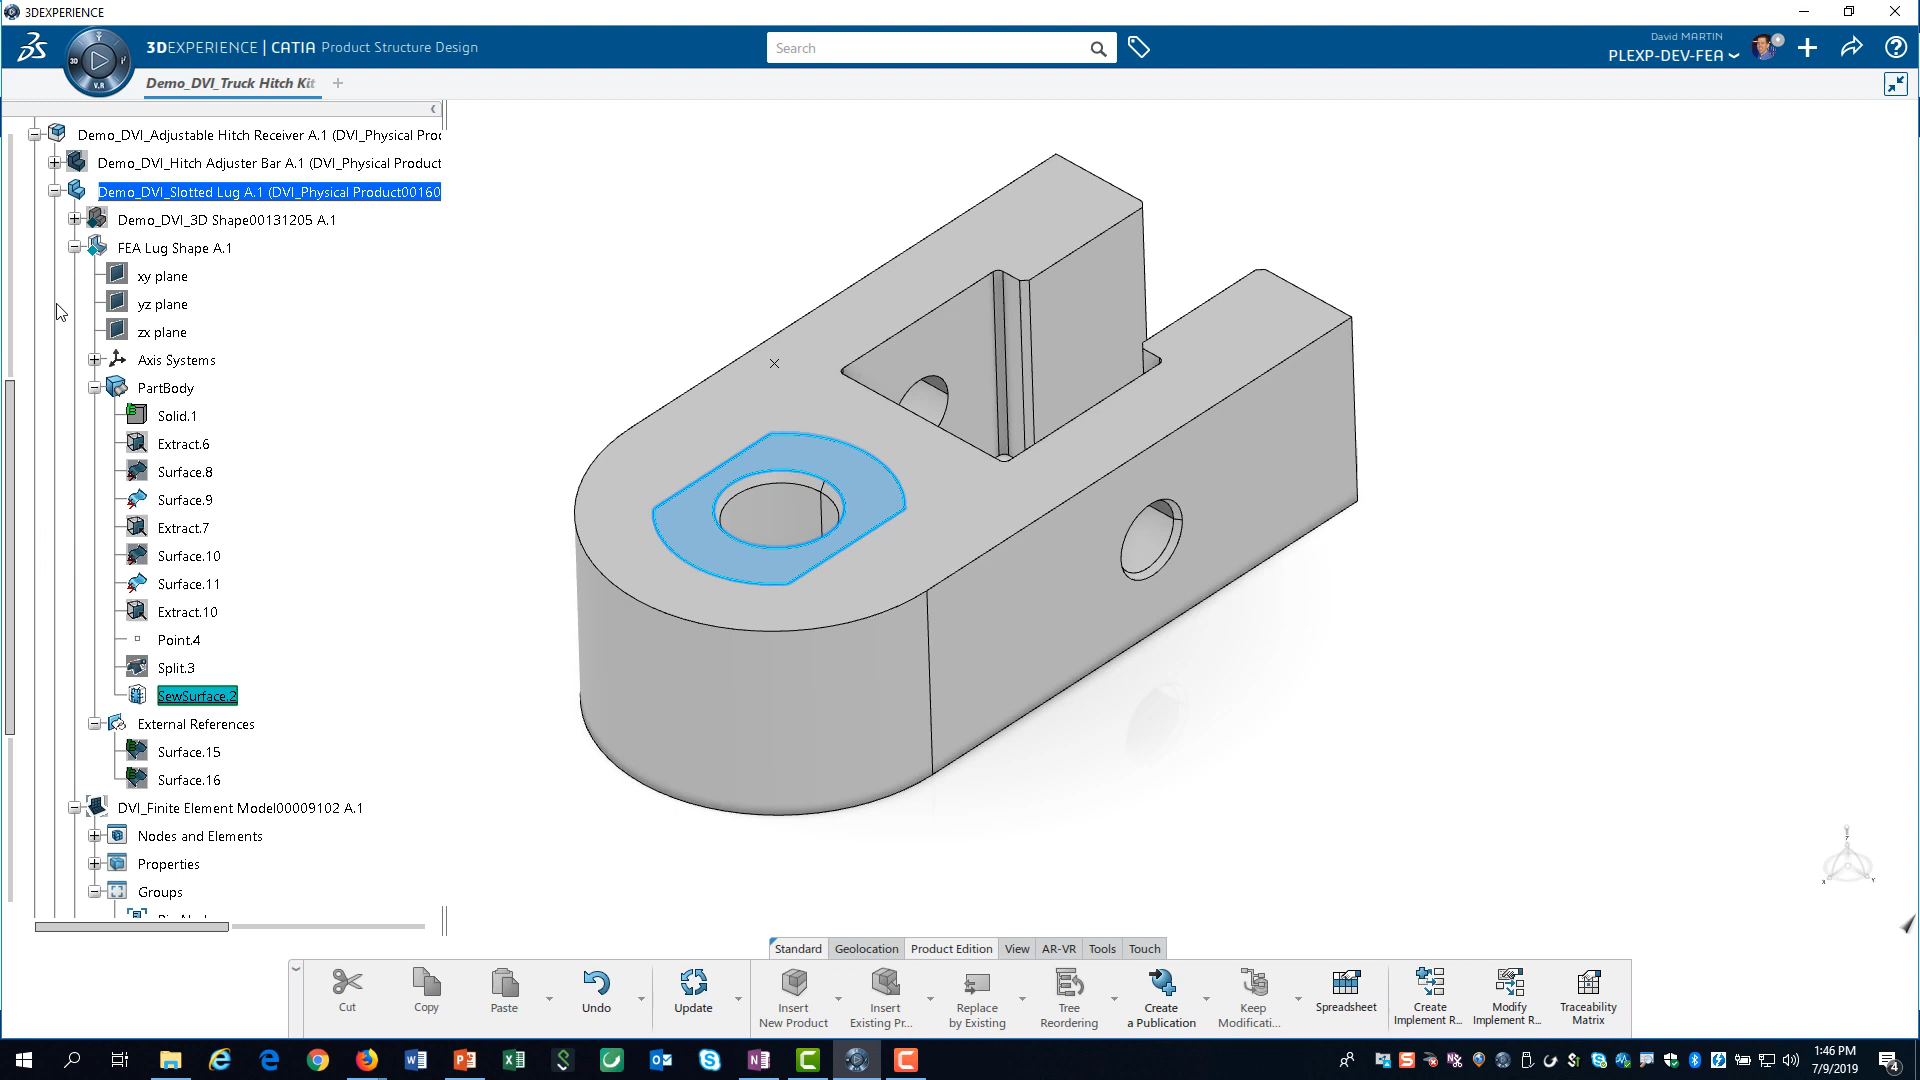 3DEXPERIENCE
3DEXPERIENCE | CATIA Product Structure Design
Search
David MARTIN
PLEXP-DEV-FEA
3D
V.R
Demo_DVI_Truck Hitch Kit
Demo_DVI_Adjustable Hitch Receiver A.1 (DVI_Physical Pro
Demo_DVI_Hitch Adjuster Bar A.1 (DVI_Physical Product
Demo_DVI_Slotted Lug A.1 (DVI_Physical Product00160
Demo_DVI_3D Shape00131205 A.1
FEA Lug Shape A.1
xy plane
yz plane
zx plane
Axis Systems
PartBody
Solid.1
Extract.6
Surface.8
Surface.9
Extract.7
Surface.10
Surface.11
Extract.10
Point.4
Split.3
SewSurface.2
External References
Surface.15
Surface.16
DVI_Finite Element Model00009102 A.1
Nodes and Elements
Properties
Groups
Standard Geolocation Product Edition View AR-VR Tools Touch
Cut Copy Paste Undo Update Insert New Product Insert Existing Pr... Replace by Existing Tree Reordering Create a Publication Keep Modificati... Spreadsheet Create Implement R... Modify Implement R... Traceability Matrix
1:46 PM
7/9/2019
4